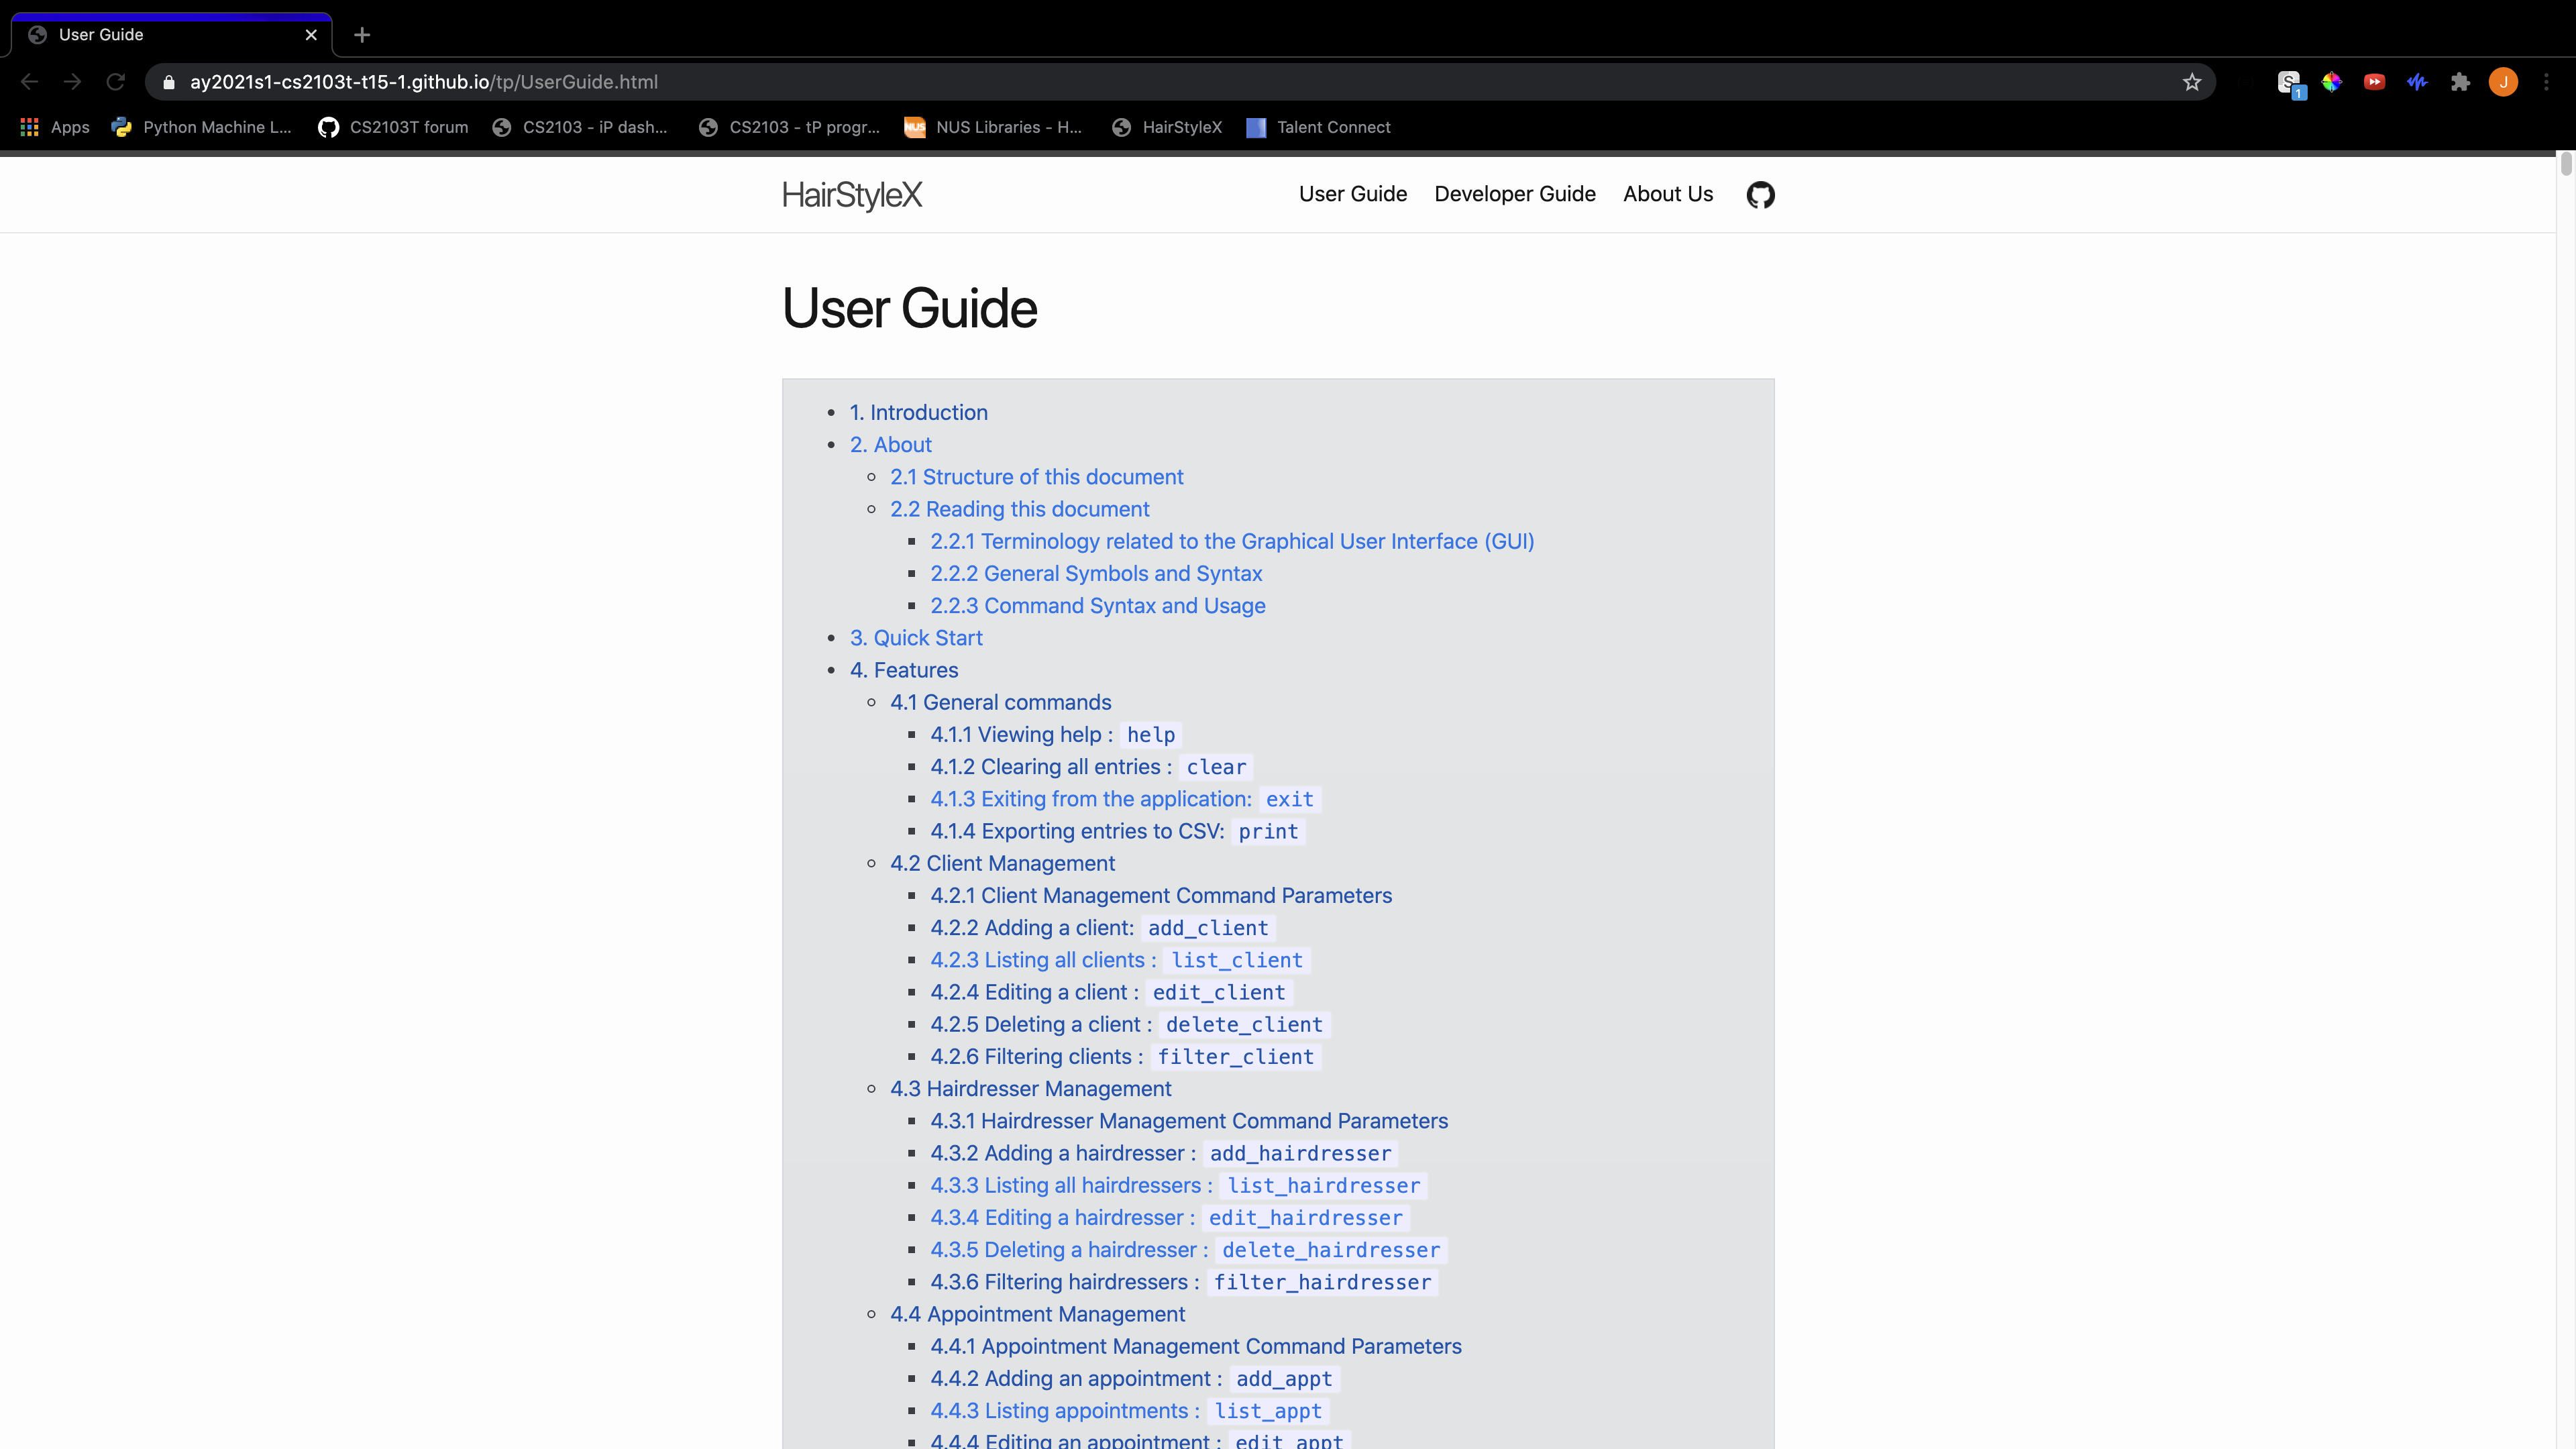 User Guide
ay2021s1-cs2103t-t15-1.github.io/tp/UserGuide.html
S 1
J
Apps
Python Machine L...
CS2103T forum
CS2103 - iP dash...
CS2103 - tP progr...
NUS
NUS Libraries - H...
HairStyleX
Talent Connect
HairStyleX
User Guide
Developer Guide
About Us
User Guide
1. Introduction
2. About
2.1 Structure of this document
2.2 Reading this document
2.2.1 Terminology related to the Graphical User Interface (GUI)
2.2.2 General Symbols and Syntax
2.2.3 Command Syntax and Usage
3. Quick Start
4. Features
4.1 General commands
4.1.1 Viewing help : help
4.1.2 Clearing all entries : clear
4.1.3 Exiting from the application: exit
4.1.4 Exporting entries to CSV: print
4.2 Client Management
4.2.1 Client Management Command Parameters
4.2.2 Adding a client: add_client
4.2.3 Listing all clients : list_client
4.2.4 Editing a client : edit_client
4.2.5 Deleting a client : delete_client
4.2.6 Filtering clients : filter_client
4.3 Hairdresser Management
4.3.1 Hairdresser Management Command Parameters
4.3.2 Adding a hairdresser : add_hairdresser
4.3.3 Listing all hairdressers : list_hairdresser
4.3.4 Editing a hairdresser : edit_hairdresser
4.3.5 Deleting a hairdresser : delete_hairdresser
4.3.6 Filtering hairdressers : filter_hairdresser
4.4 Appointment Management
4.4.1 Appointment Management Command Parameters
4.4.2 Adding an appointment : add_appt
4.4.3 Listing appointments : list_appt
4.4.4 Editing an appointment : edit_appt